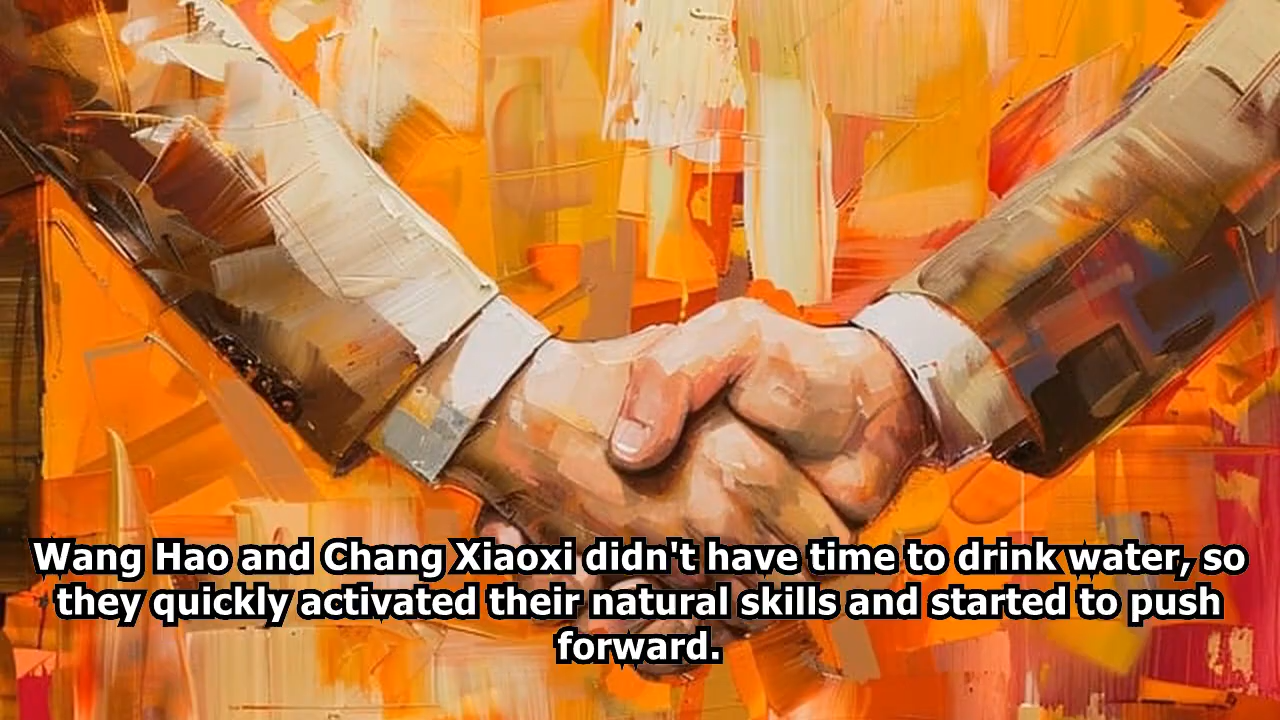 Wang Hao and Chang Xiaoxi didn't have time to drink water, so
they quickly activated their natural skills and started to push
forward.